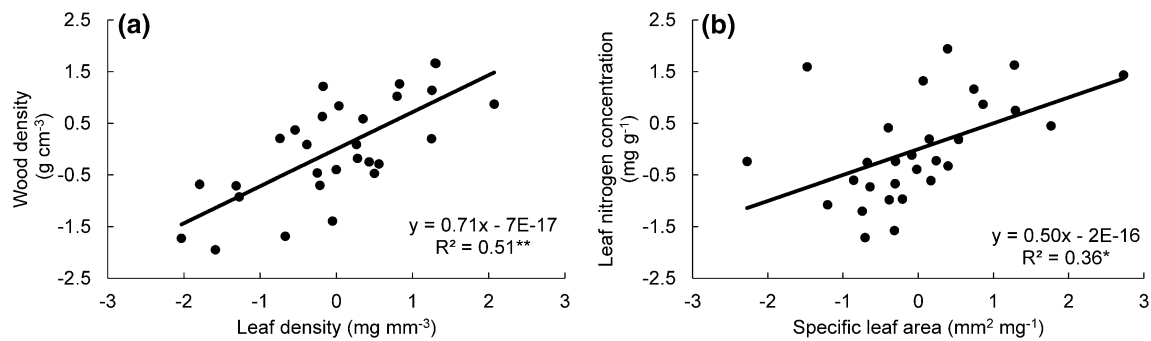 (a)
2.5
1.5
0.5
-0.5
-1.5
-2.5
Wood density
(g cm⁻³)
y = 0.71x - 7E-17
R² = 0.51**
-3 -2 -1 0 1 2 3
Leaf density (mg mm⁻³)
(b)
2.5
1.5
0.5
-0.5
-1.5
-2.5
Leaf nitrogen concentration
(mg g⁻¹)
y = 0.50x - 2E-16
R² = 0.36*
-3 -2 -1 0 1 2 3
Specific leaf area (mm² mg⁻¹)